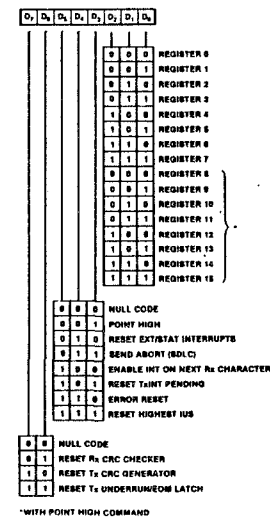 D7 D6 D5 D4 D3 D2 D1 D0
0 0 0 REGISTER 0
0 0 1 REGISTER 1
0 1 0 REGISTER 2
0 1 1 REGISTER 3
1 0 0 REGISTER 4
1 0 1 REGISTER 5
1 1 0 REGISTER 6
1 1 1 REGISTER 7
0 0 0 REGISTER 8
0 0 1 REGISTER 9
0 1 0 REGISTER 10
0 1 1 REGISTER 11
1 0 0 REGISTER 12
1 0 1 REGISTER 13
1 1 0 REGISTER 14
1 1 1 REGISTER 15
0 0 0 NULL CODE
0 0 1 POINT HIGH
0 1 0 RESET EXT/STAT INTERRUPTS
0 1 1 SEND ABORT (SDLC)
1 0 0 ENABLE INT ON NEXT Rx CHARACTER
1 0 1 RESET TxINT PENDING
1 1 0 ERROR RESET
1 1 1 RESET HIGHEST IUS
0 0 NULL CODE
0 1 RESET Rx CRC CHECKER
1 0 RESET Tx CRC GENERATOR
1 1 RESET Tx UNDERRUN/EOM LATCH
*WITH POINT HIGH COMMAND